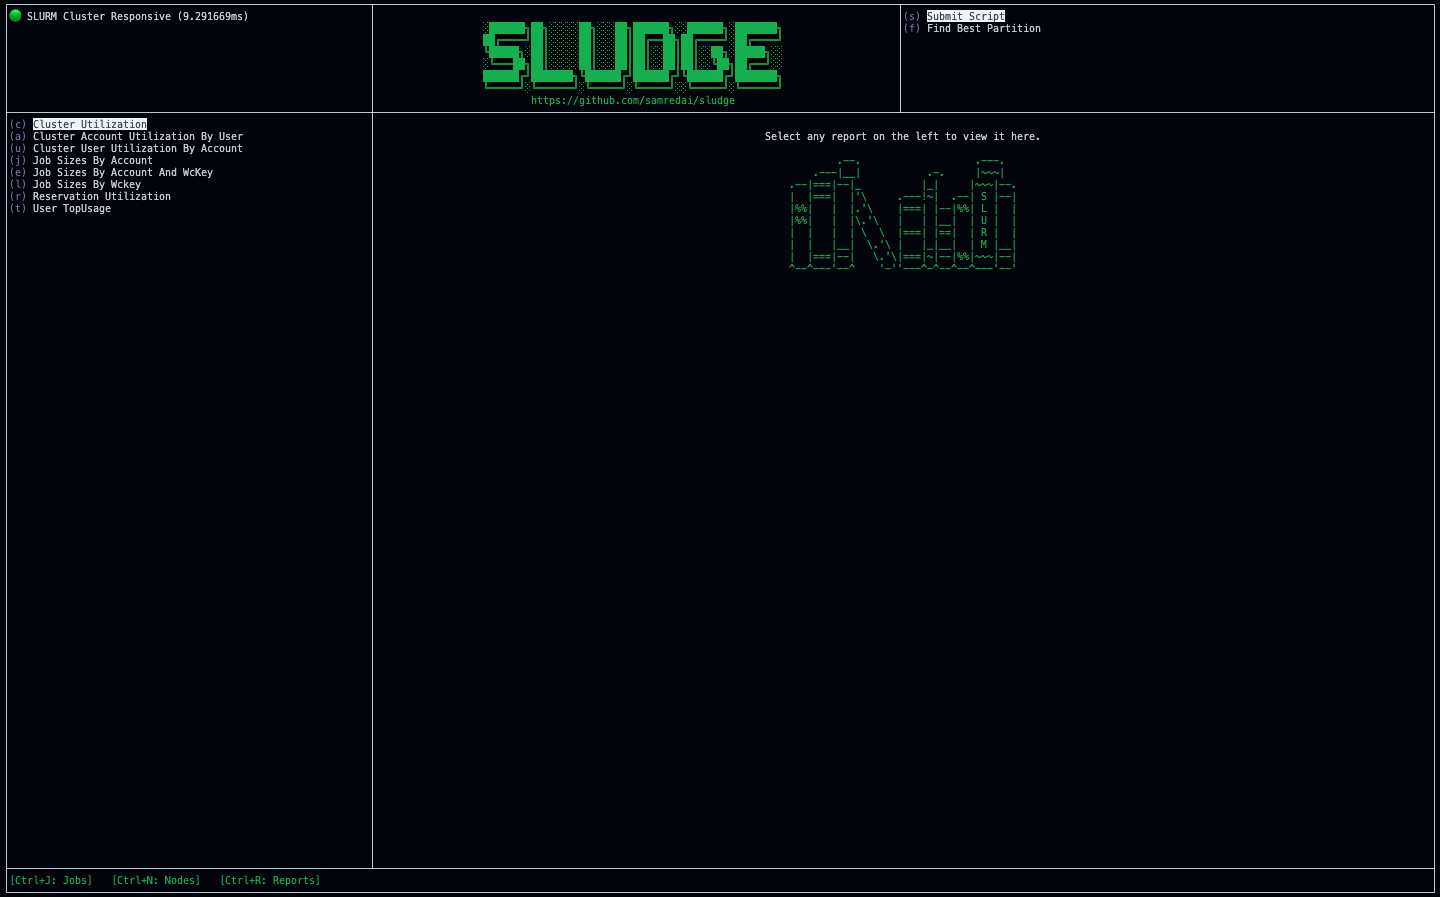 SLURM Cluster Responsive (9.291669ms)
SLUDGE
https://github.com/samredai/sludge
(s) Submit Script
(f) Find Best Partition
(c) Cluster Utilization
(a) Cluster Account Utilization By User
(u) Cluster User Utilization By Account
(j) Job Sizes By Account
(e) Job Sizes By Account And WcKey
(l) Job Sizes By Wckey
(r) Reservation Utilization
(t) User TopUsage
Select any report on the left to view it here.
S
L
U
R
M
[Ctrl+J: Jobs] [Ctrl+N: Nodes] [Ctrl+R: Reports]